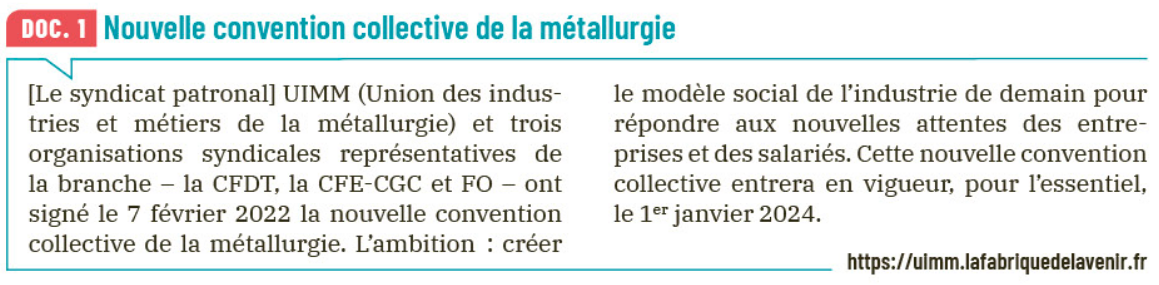 DOC. 1 Nouvelle convention collective de la métallurgie
[Le syndicat patronal] UIMM (Union des indus-
tries et métiers de la métallurgie) et trois
organisations syndicales représentatives de
la branche – la CFDT, la CFE-CGC et FO – ont
signé le 7 février 2022 la nouvelle convention
collective de la métallurgie. L’ambition : créer
le modèle social de l’industrie de demain pour
répondre aux nouvelles attentes des entre-
prises et des salariés. Cette nouvelle convention
collective entrera en vigueur, pour l’essentiel,
le 1er janvier 2024.
https://uimm.lafabriquedelavenir.fr